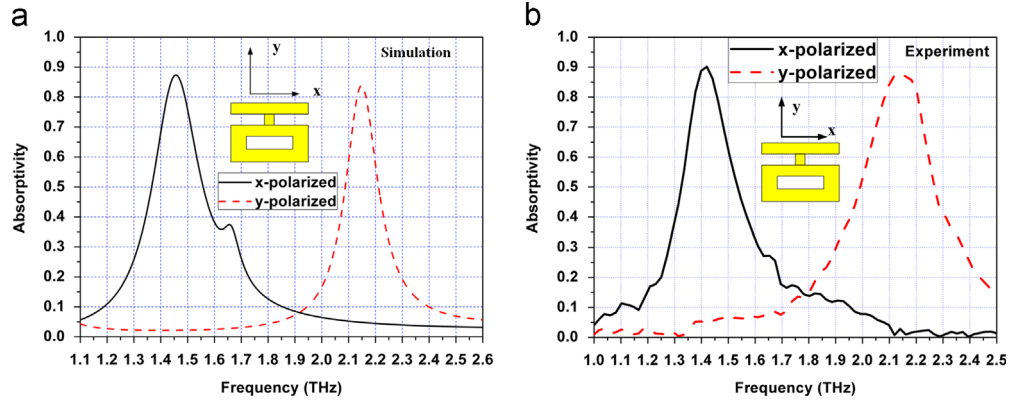 a
1.0
0.9
0.8
0.7
0.6
0.5
0.4
0.3
0.2
0.1
0.0
Absorptivity
Simulation
y
x
x-polarized
y-polarized
1.1 1.2 1.3 1.4 1.5 1.6 1.7 1.8 1.9 2.0 2.1 2.2 2.3 2.4 2.5 2.6
Frequency (THz)
b
1.0
0.9
0.8
0.7
0.6
0.5
0.4
0.3
0.2
0.1
0.0
Absorptivity
x-polarized
y-polarized
Experiment
y
x
1.0 1.1 1.2 1.3 1.4 1.5 1.6 1.7 1.8 1.9 2.0 2.1 2.2 2.3 2.4 2.5
Frequency (THz)